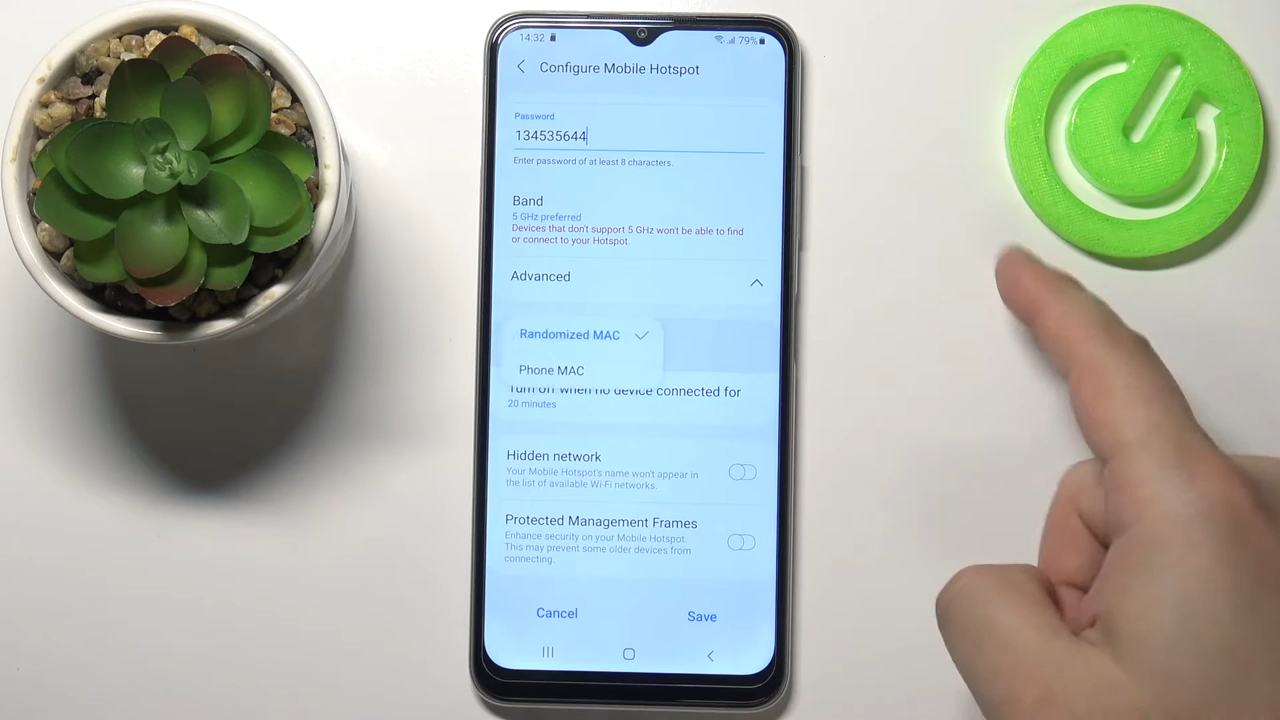 14:32
79%
Configure Mobile Hotspot
Password
134535644
Enter password of at least 8 characters.
Band
5 GHz preferred
Devices that don't support 5 GHz won't be able to find
or connect to your Hotspot.
Advanced
Randomized MAC
Phone MAC
Turn off when no device connected for
20 minutes
Hidden network
Your Mobile Hotspot's name won't appear in
the list of available Wi-Fi networks.
Protected Management Frames
Enhance security on your Mobile Hotspot.
This may prevent some older devices from
connecting.
Cancel
Save